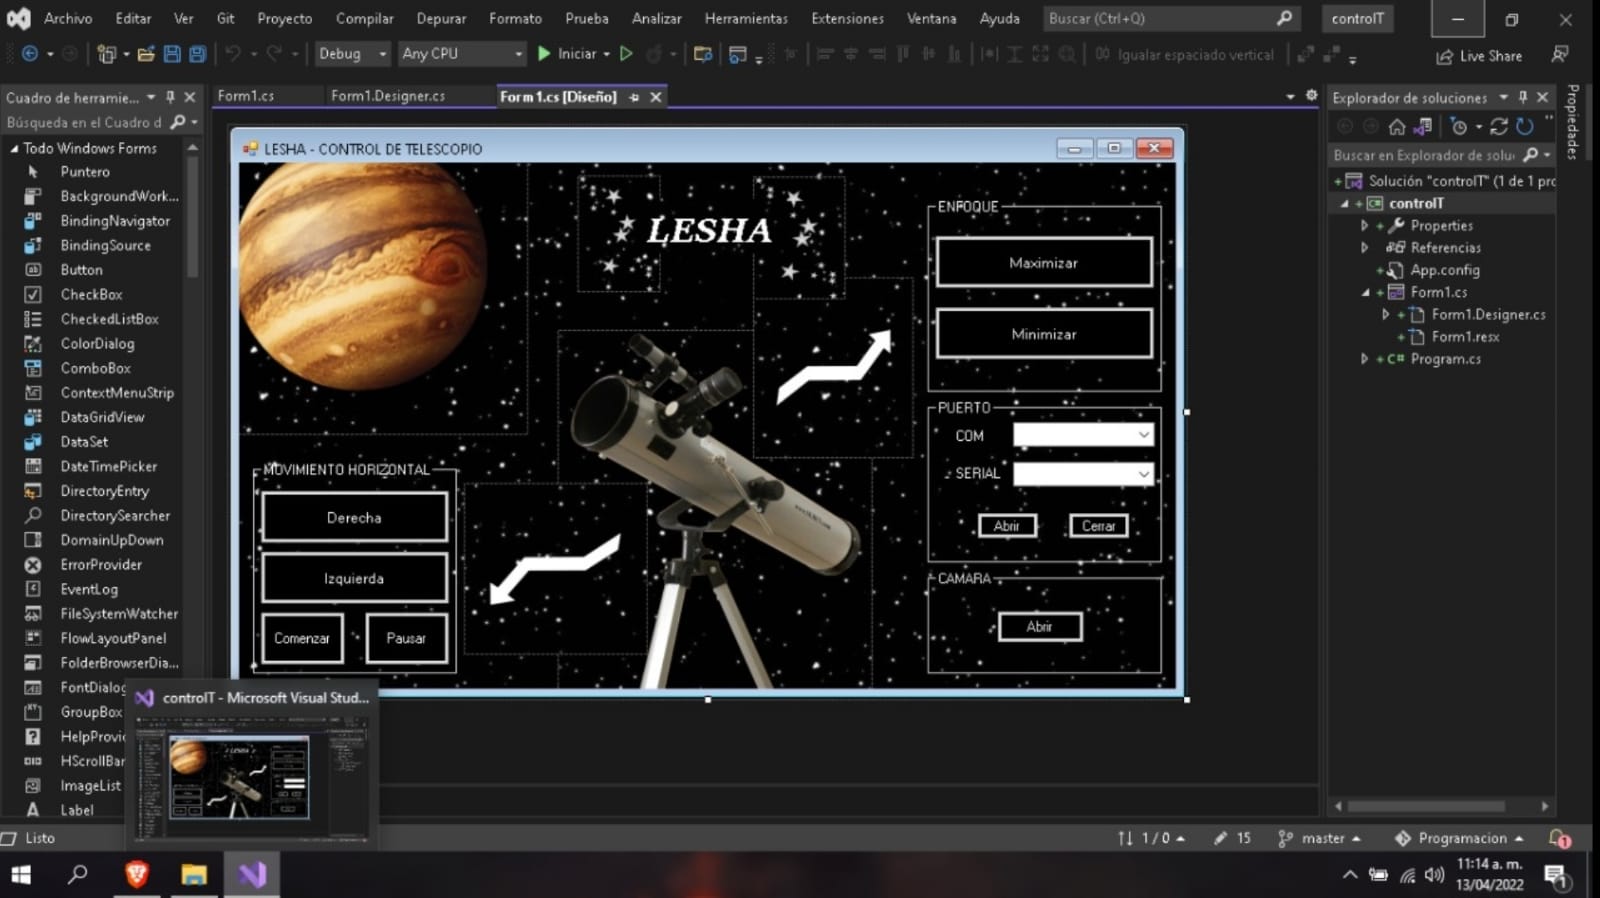 Archivo Editar Ver Git Proyecto Compilar Depurar Formato Prueba Analizar Herramientas Extensiones Ventana Ayuda Buscar (Ctrl+Q) controlT
Debug Any CPU Iniciar Igualar espaciado vertical Live Share
Cuadro de herramie...
Form1.cs Form1.Designer.cs Form1.cs [Diseño]
Explorador de soluciones
Propiedades
Búsqueda en el Cuadro d
Todo Windows Forms
Puntero
BackgroundWork...
BindingNavigator
BindingSource
Button
CheckBox
CheckedListBox
ColorDialog
ComboBox
ContextMenuStrip
DataGridView
DataSet
DateTimePicker
DirectoryEntry
DirectorySearcher
DomainUpDown
ErrorProvider
EventLog
FileSystemWatcher
FlowLayoutPanel
FolderBrowserDia...
FontDialog
GroupBox
HelpProvi
HScrollBar
ImageList
Label
LESHA - CONTROL DE TELESCOPIO
LESHA
ENFOQUE
Maximizar
Minimizar
PUERTO
COM
SERIAL
Abrir Cerrar
CAMARA
Abrir
MOVIMIENTO HORIZONTAL
Derecha
Izquierda
Comenzar Pausar
Buscar en Explorador de solu
Solución "controlT" (1 de 1 pro
controlT
Properties
Referencias
App.config
Form1.cs
Form1.Designer.cs
Form1.resx
Program.cs
controlT - Microsoft Visual Stud...
Listo
1 / 0 15 master Programacion 1
11:14 a. m.
13/04/2022
1